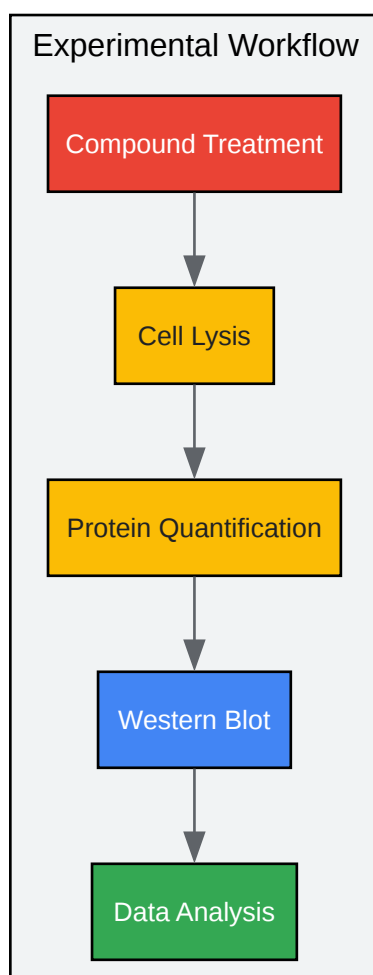 Experimental Workflow
Compound Treatment
Cell Lysis
Protein Quantification
Western Blot
Data Analysis